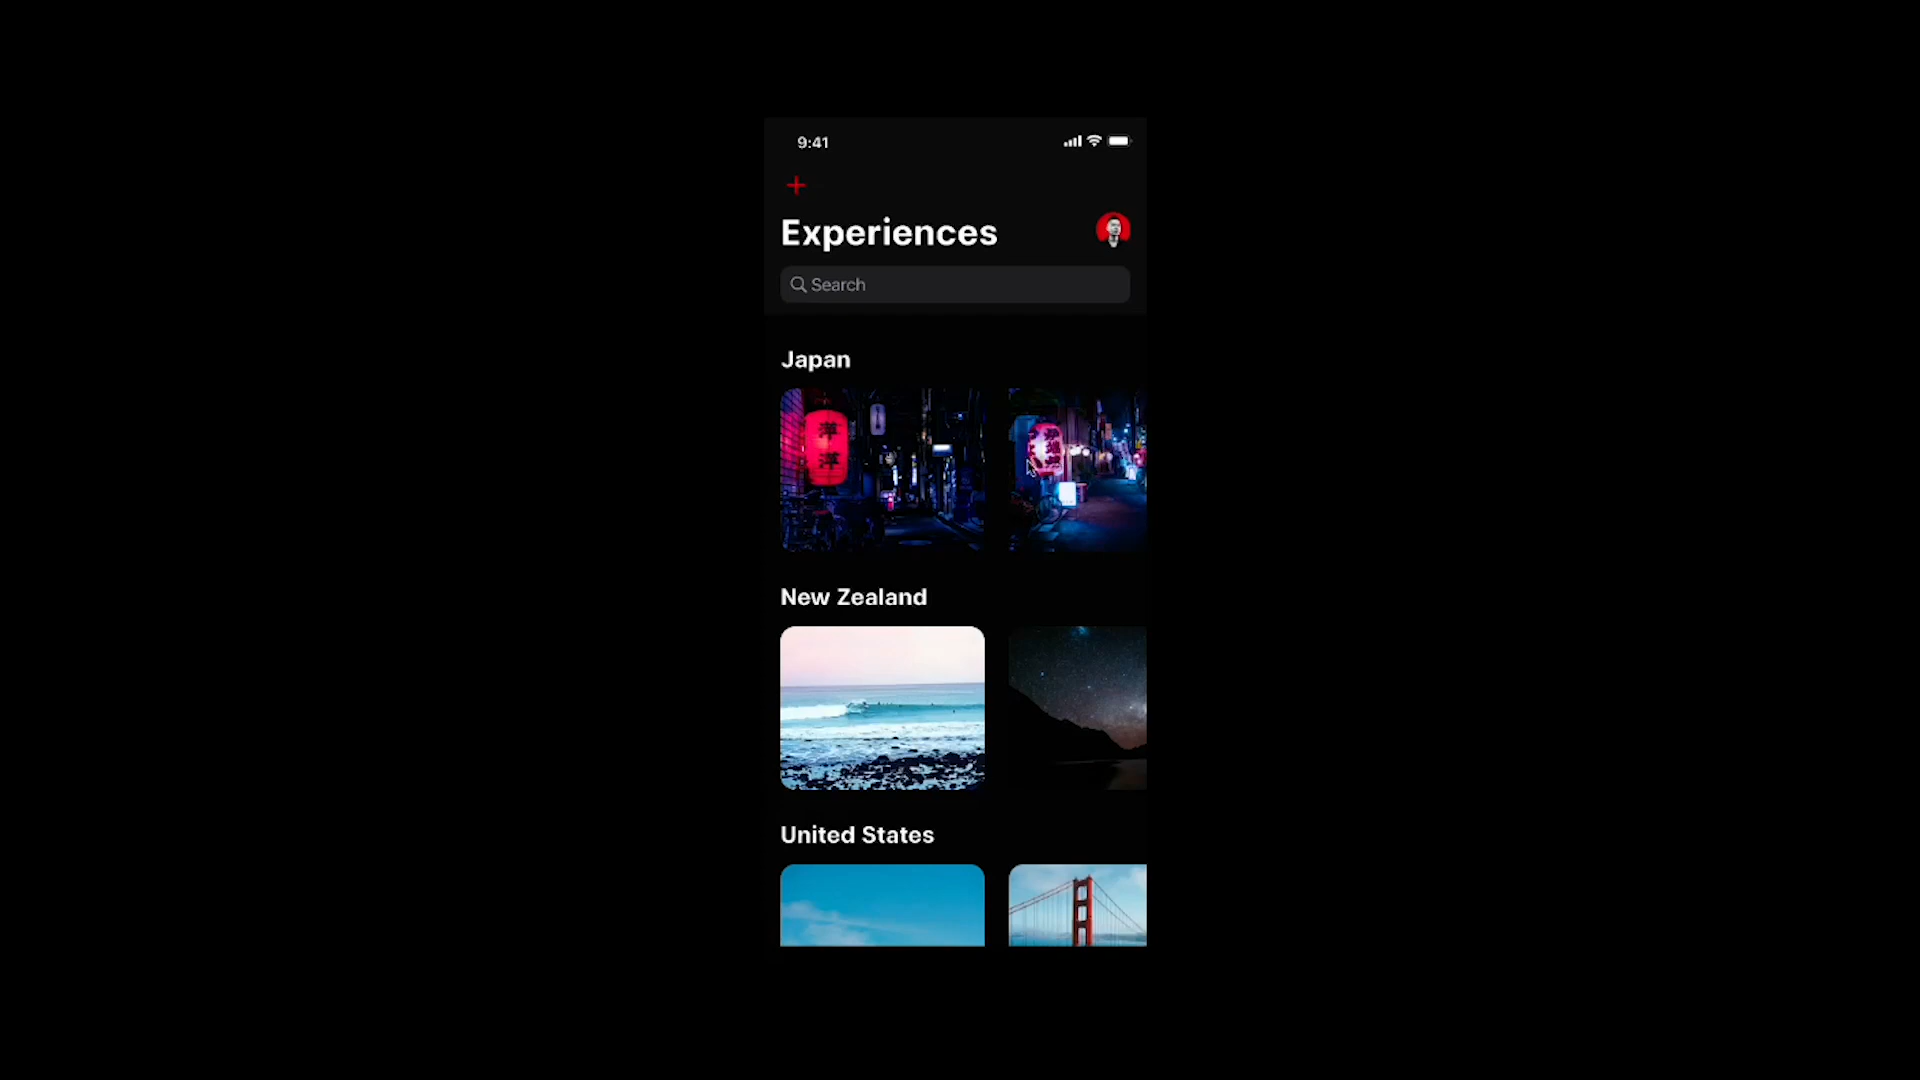 9:41
Experiences
Search
Japan
New Zealand
United States